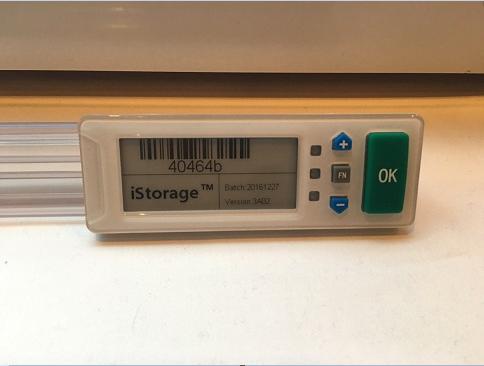 40464b
iStorage™
Batch:20161227
Version:3A02
+
FN
−
OK